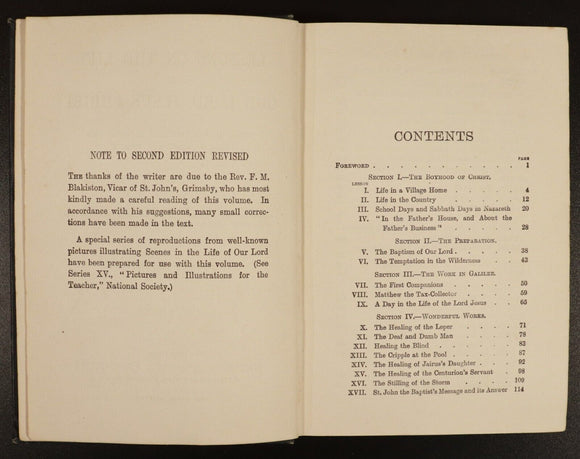 NOTE TO SECOND EDITION REVISED
THE thanks of the writer are due to the Rev. F. M.
Blakiston, Vicar of St. John's, Grimsby, who has most
kindly made a careful reading of this volume. In
accordance with his suggestions, many small correc-
tions have been made in the text.
A special series of reproductions from well-known
pictures illustrating Scenes in the Life of Our Lord
have been prepared for use with this volume. (See
Series XV., "Pictures and Illustrations for the
Teacher," National Society.)
CONTENTS
PAGE
FOREWORD . . . . . . . . . . 1
SECTION I.—THE BOYHOOD OF CHRIST.
LESSON
I. Life in a Village Home . . . . 4
II. Life in the Country . . . . . 12
III. School Days and Sabbath Days in Nazareth 20
IV. "In the Father's House, and About the
Father's Business" . . . . . 28
SECTION II.—THE PREPARATION.
V. The Baptism of Our Lord . . . . 38
VI. The Temptation in the Wilderness . . 43
SECTION III.—THE WORK IN GALILEE.
VII. The First Companions . . . . 50
VIII. Matthew the Tax-Collector . . . . 59
IX. A Day in the Life of the Lord Jesus . . 65
SECTION IV.—WONDERFUL WORKS.
X. The Healing of the Leper . . . . 71
XI. The Deaf and Dumb Man . . . . 78
XII. Healing the Blind . . . . . 83
XIII. The Cripple at the Pool . . . . 87
XIV. The Healing of Jairus's Daughter . . . 92
XV. The Healing of the Centurion's Servant . 98
XVI. The Stilling of the Storm . . . . 109
XVII. St. John the Baptist's Message and its Answer 114